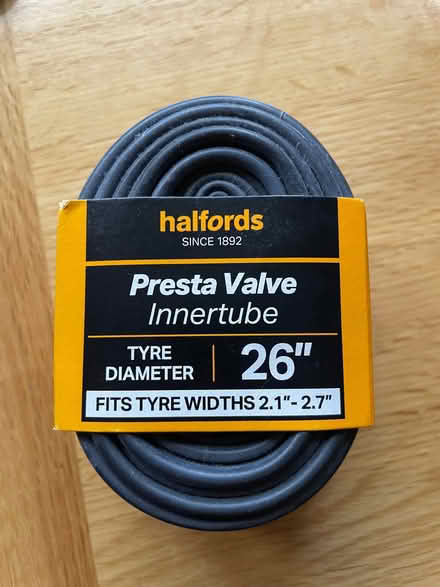 halfords
SINCE 1892
Presta Valve
Innertube
TYRE
DIAMETER
26"
FITS TYRE WIDTHS 2.1"- 2.7"